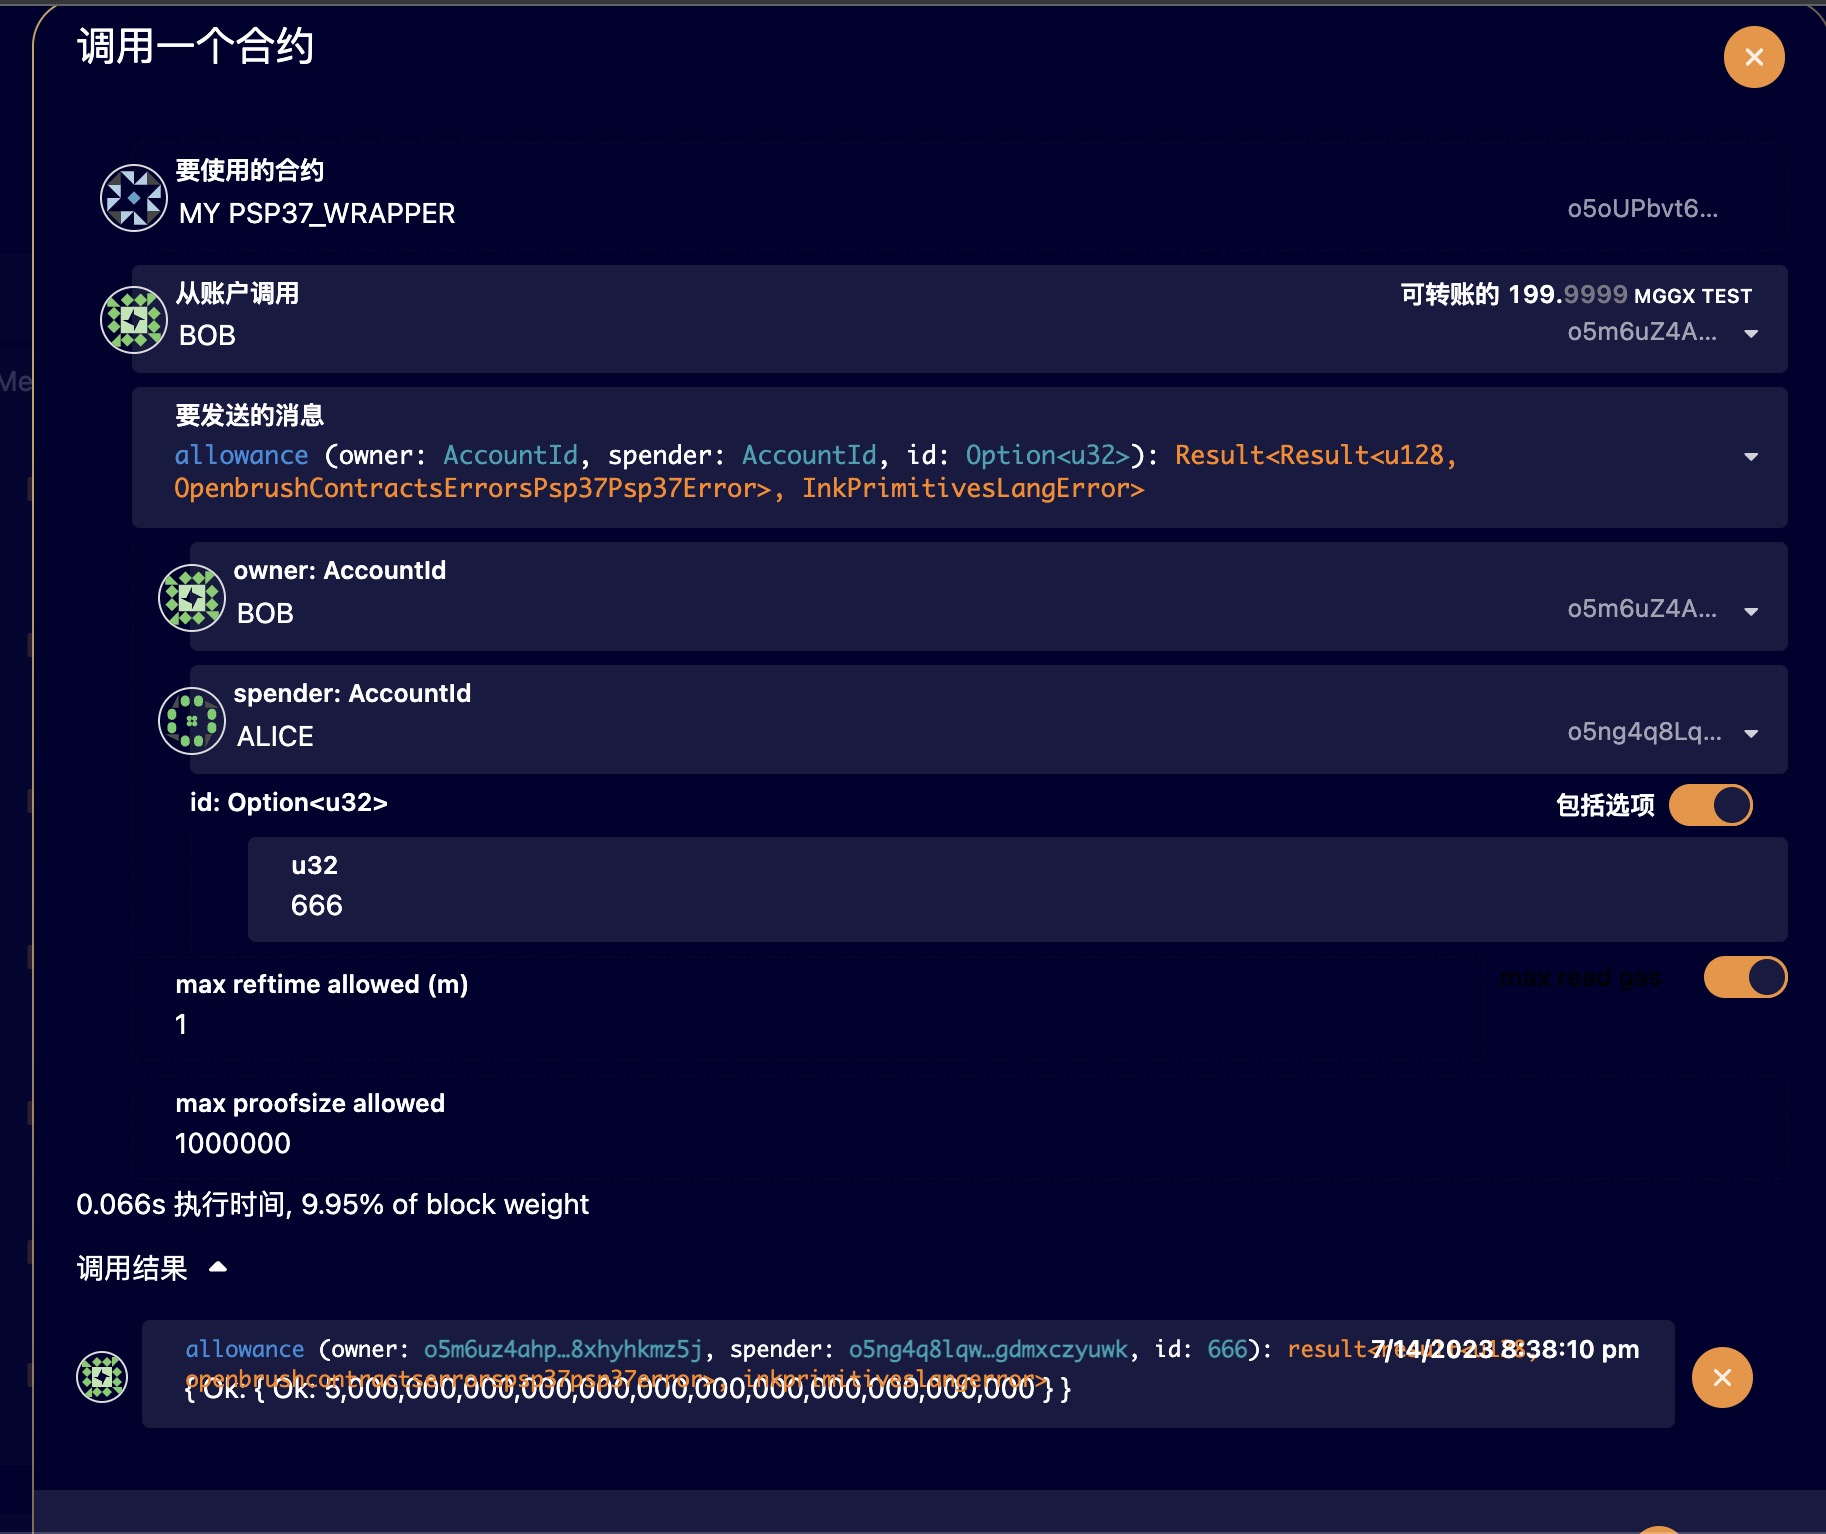 调用一个合约
要使用的合约
MY PSP37_WRAPPER
o5oUPbvt6...
从账户调用
可转账的 199.9999 MGGX TEST
BOB
o5m6uZ4A...
Me
要发送的消息
allowance (owner: AccountId, spender: AccountId, id: Option<u32>): Result<Result<u128,
OpenbrushContractsErrorsPsp37Psp37Error>, InkPrimitivesLangError>
owner: AccountId
BOB
o5m6uZ4A...
spender: AccountId
ALICE
o5ng4q8Lq...
id: Option<u32>
包括选项
u32
666
max reftime allowed (m)
max read gas
1
max proofsize allowed
1000000
0.066s 执行时间, 9.95% of block weight
调用结果
allowance (owner: o5m6uz4ahp…8xhyhkmz5j, spender: o5ng4q8lqw…gdmxczyuwk, id: 666): result<result<u128,
7/14/2023 8:38:10 pm
openbrushcontractserrorspsp37psp37error>, inkprimitiveslangerror>
{ Ok: { Ok: 5,000,000,000,000,000,000,000,000,000,000,000,000 } }